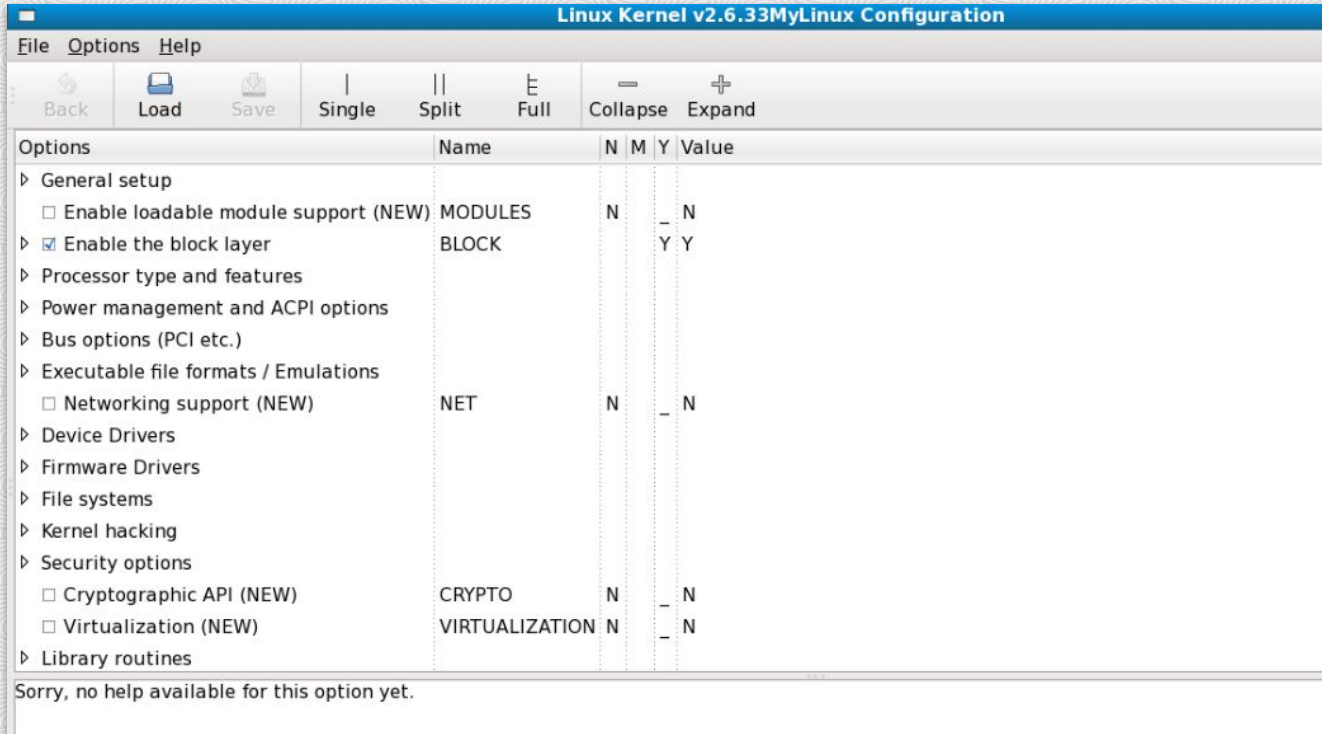 Linux Kernel v2.6.33MyLinux Configuration
File Options Help
Back Load Save Single Split Full Collapse Expand
Options Name N M Y Value
General setup
Enable loadable module support (NEW) MODULES N _ N
Enable the block layer BLOCK Y Y
Processor type and features
Power management and ACPI options
Bus options (PCI etc.)
Executable file formats / Emulations
Networking support (NEW) NET N _ N
Device Drivers
Firmware Drivers
File systems
Kernel hacking
Security options
Cryptographic API (NEW) CRYPTO N _ N
Virtualization (NEW) VIRTUALIZATION N _ N
Library routines
Sorry, no help available for this option yet.